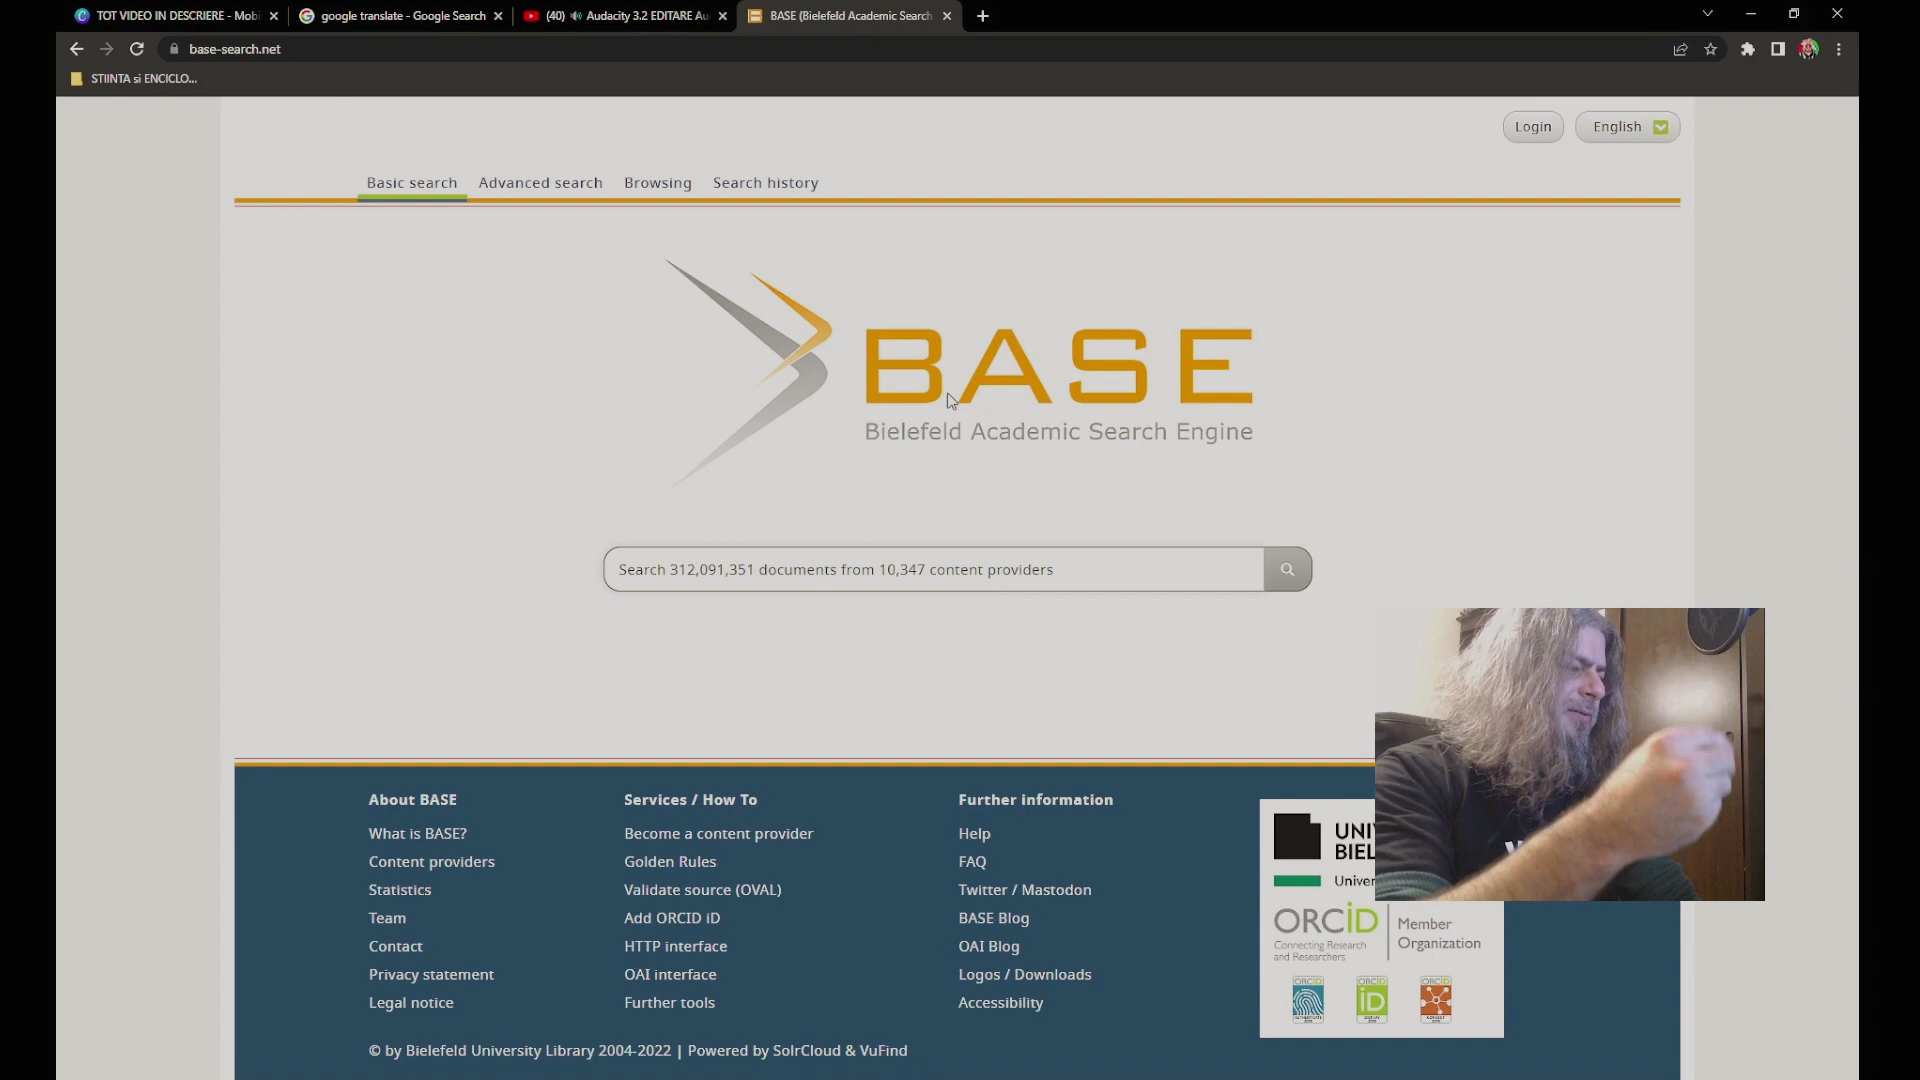 TOT VIDEO IN DESCRIERE - Mobi
google translate - Google Search
(40) Audacity 3.2 EDITARE Au
BASE (Bielefeld Academic Search
base-search.net
STIINTA si ENCICLO...
Login
English
Basic search Advanced search Browsing Search history
BASE
Bielefeld Academic Search Engine
Search 312,091,351 documents from 10,347 content providers
About BASE
What is BASE?
Content providers
Statistics
Team
Contact
Privacy statement
Legal notice
Services / How To
Become a content provider
Golden Rules
Validate source (OVAL)
Add ORCID iD
HTTP interface
OAI interface
Further tools
Further information
Help
FAQ
Twitter / Mastodon
BASE Blog
OAI Blog
Logos / Downloads
Accessibility
UNI
BIEL
Univer
ORCID
Connecting Research
and Researchers
Member
Organization
© by Bielefeld University Library 2004-2022 | Powered by SolrCloud & VuFind